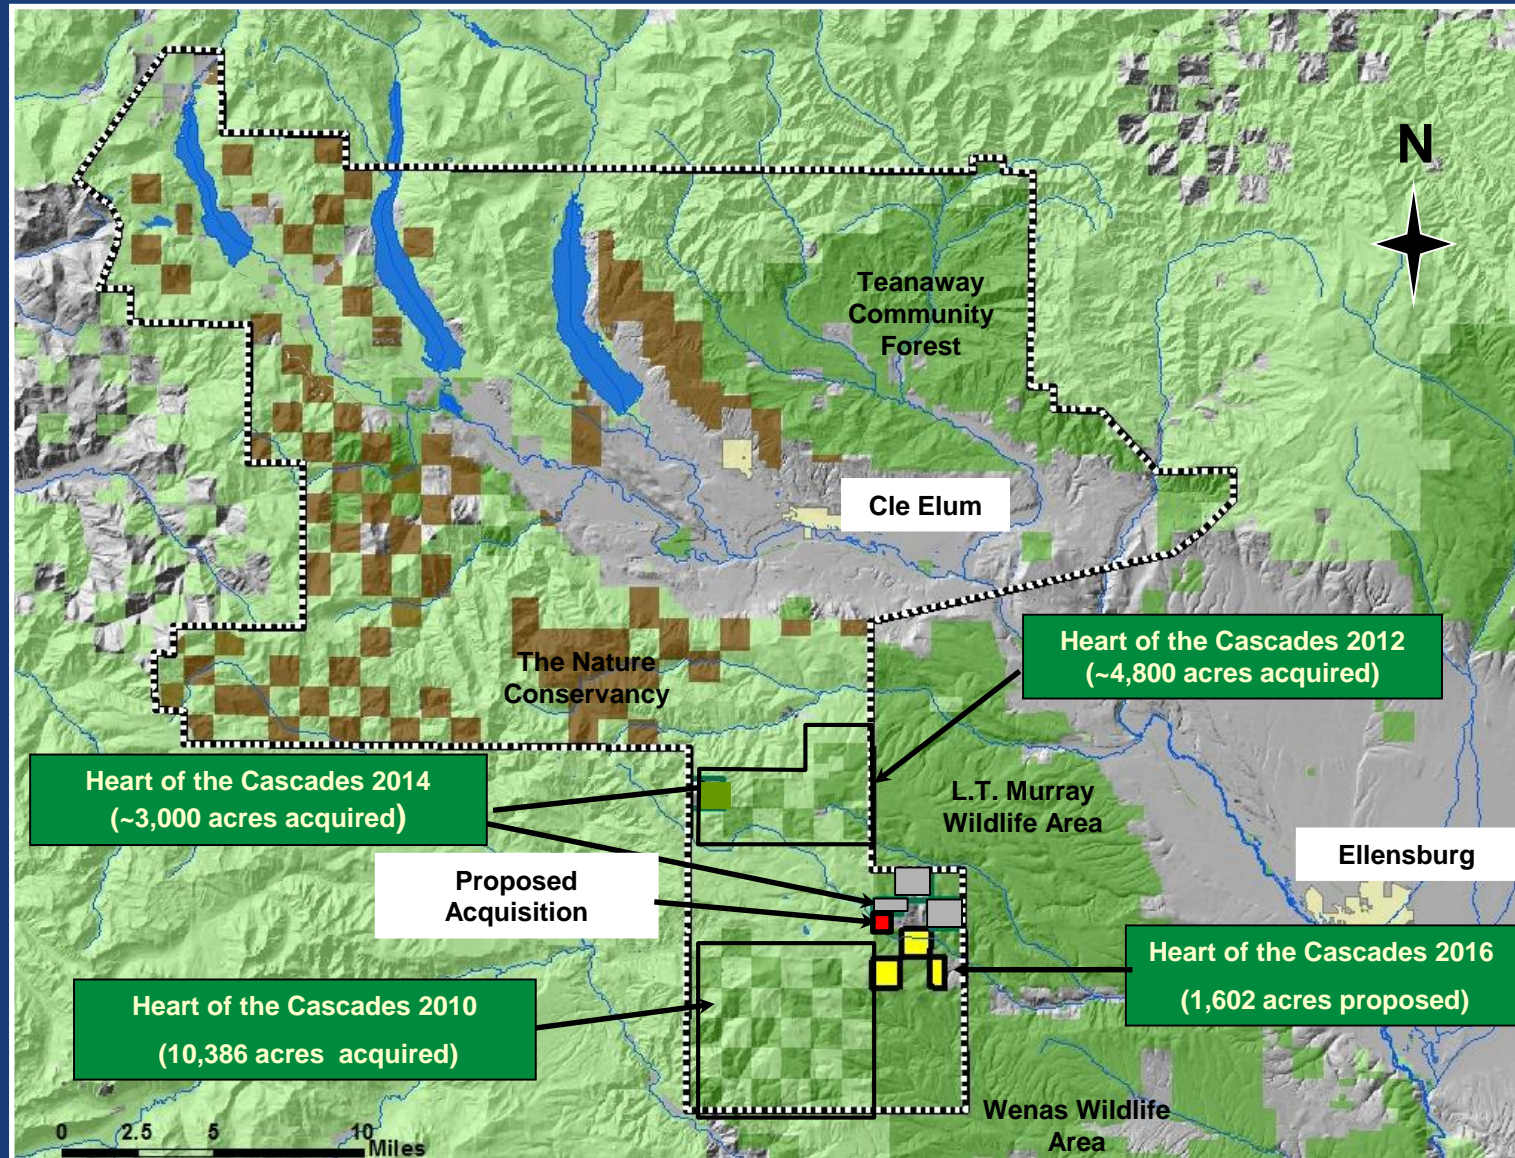 N
Teanaway
Community
Forest
Cle Elum
Heart of the Cascades 2012
(~4,800 acres acquired)
The Nature
Conservancy
Heart of the Cascades 2014
(~3,000 acres acquired)
L.T. Murray
Wildlife Area
Ellensburg
Proposed
Acquisition
Heart of the Cascades 2016
(1,602 acres proposed)
Heart of the Cascades 2010
(10,386 acres acquired)
Wenas Wildlife
Area
0 2.5 5 10
Miles